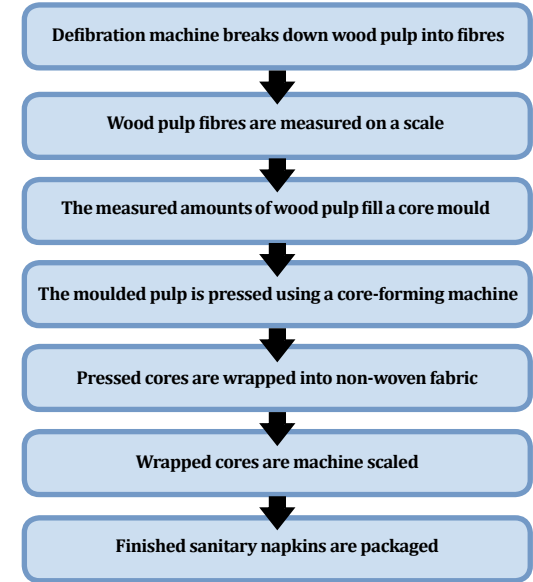 Defibration machine breaks down wood pulp into fibres
Wood pulp fibres are measured on a scale
The measured amounts of wood pulp fill a core mould
The moulded pulp is pressed using a core-forming machine
Pressed cores are wrapped into non-woven fabric
Wrapped cores are machine scaled
Finished sanitary napkins are packaged